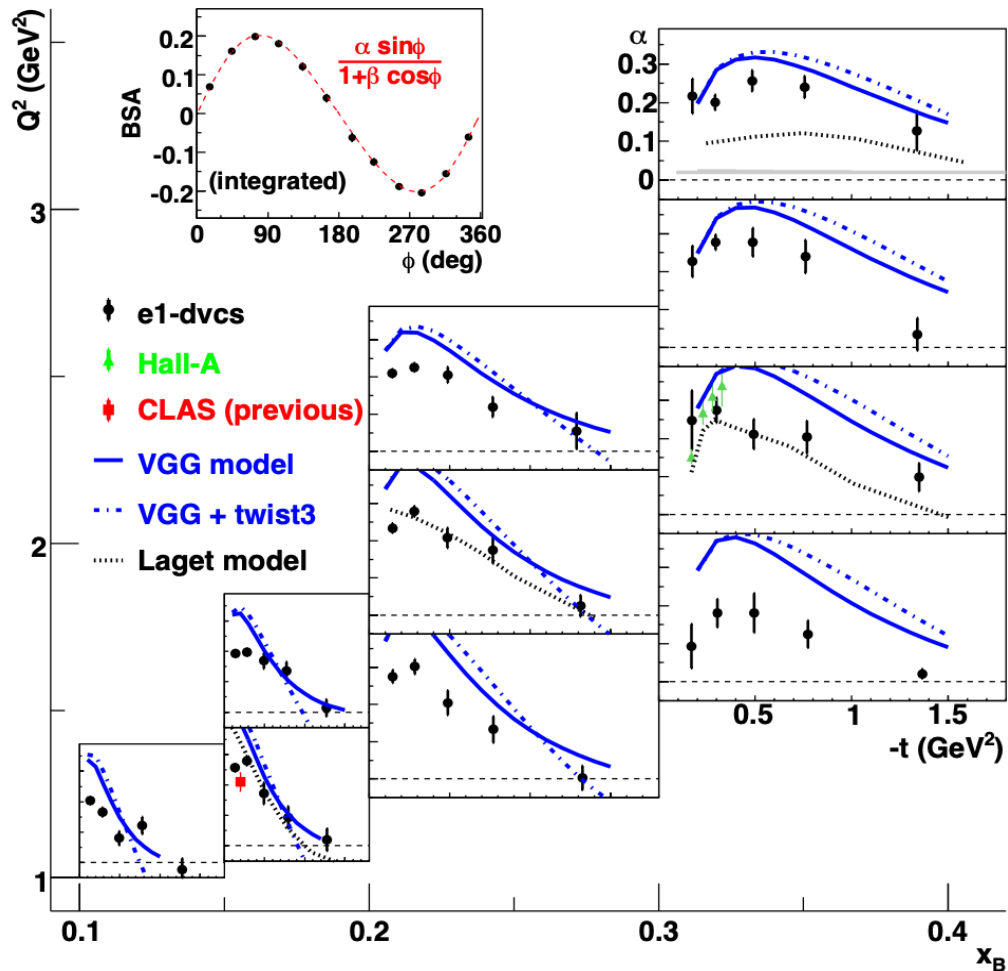 Q² (GeV²)
3
2
1
0.1
0.2
0.3
0.4
x_B
BSA
0.2
0.1
0
-0.1
-0.2
α sinφ
1+β cosφ
(integrated)
0
90
180
270
360
φ (deg)
e1-dvcs
Hall-A
CLAS (previous)
VGG model
VGG + twist3
Laget model
α
0.3
0.2
0.1
0
0.5
1
1.5
-t (GeV²)